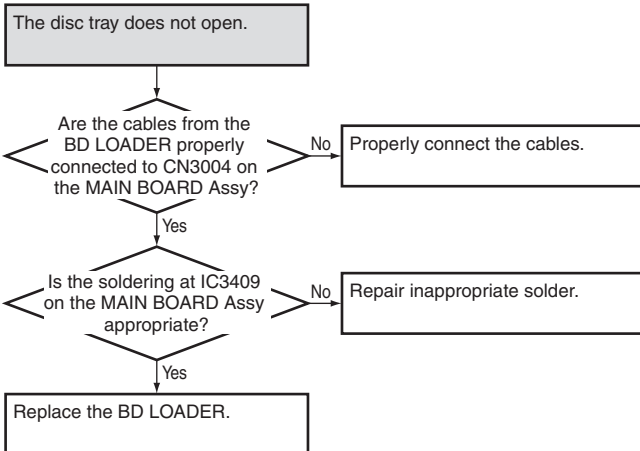 The disc tray does not open.
Are the cables from the
BD LOADER properly
connected to CN3004 on
the MAIN BOARD Assy?
No
Properly connect the cables.
Yes
Is the soldering at IC3409
on the MAIN BOARD Assy
appropriate?
No
Repair inappropriate solder.
Yes
Replace the BD LOADER.